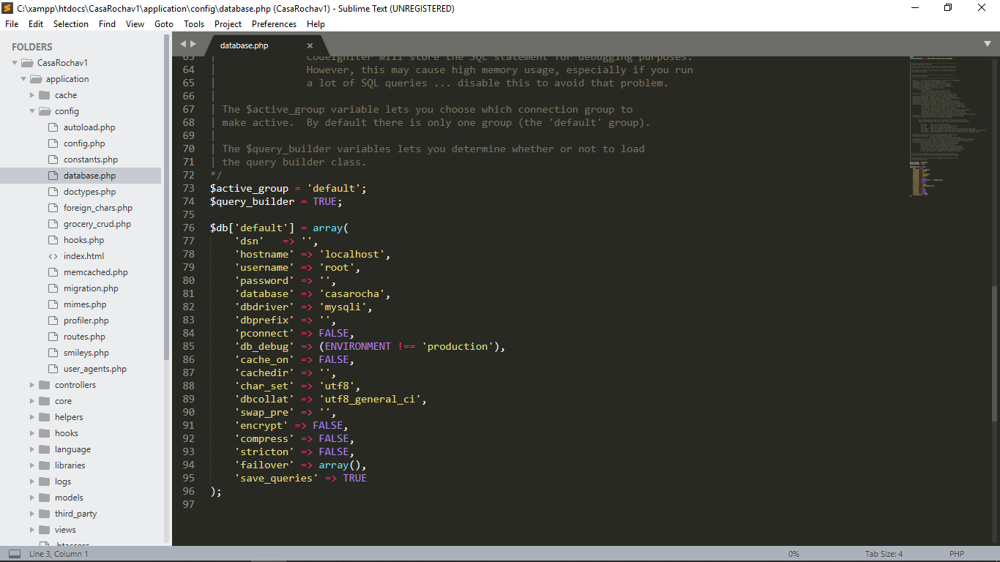 C:\xampp\htdocs\CasaRochav1\application\config\database.php (CasaRochav1) - Sublime Text (UNREGISTERED)
File Edit Selection Find View Goto Tools Project Preferences Help
FOLDERS
CasaRochav1
application
cache
config
autoload.php
config.php
constants.php
database.php
doctypes.php
foreign_chars.php
grocery_crud.php
hooks.php
index.html
memcached.php
migration.php
mimes.php
profiler.php
routes.php
smileys.php
user_agents.php
controllers
core
helpers
hooks
language
libraries
logs
models
third_party
views
.htaccess
database.php
63 | CodeIgniter will store the SQL statement for debugging purposes.
64 | However, this may cause high memory usage, especially if you run
65 | a lot of SQL queries ... disable this to avoid that problem.
66 |
67 | The $active_group variable lets you choose which connection group to
68 | make active.  By default there is only one group (the 'default' group).
69 |
70 | The $query_builder variables lets you determine whether or not to load
71 | the query builder class.
72 */
73 $active_group = 'default';
74 $query_builder = TRUE;
75
76 $db['default'] = array(
77     'dsn'   => '',
78     'hostname' => 'localhost',
79     'username' => 'root',
80     'password' => '',
81     'database' => 'casarocha',
82     'dbdriver' => 'mysqli',
83     'dbprefix' => '',
84     'pconnect' => FALSE,
85     'db_debug' => (ENVIRONMENT !== 'production'),
86     'cache_on' => FALSE,
87     'cachedir' => '',
88     'char_set' => 'utf8',
89     'dbcollat' => 'utf8_general_ci',
90     'swap_pre' => '',
91     'encrypt' => FALSE,
92     'compress' => FALSE,
93     'stricton' => FALSE,
94     'failover' => array(),
95     'save_queries' => TRUE
96 );
97
Line 3, Column 1 0% Tab Size: 4 PHP